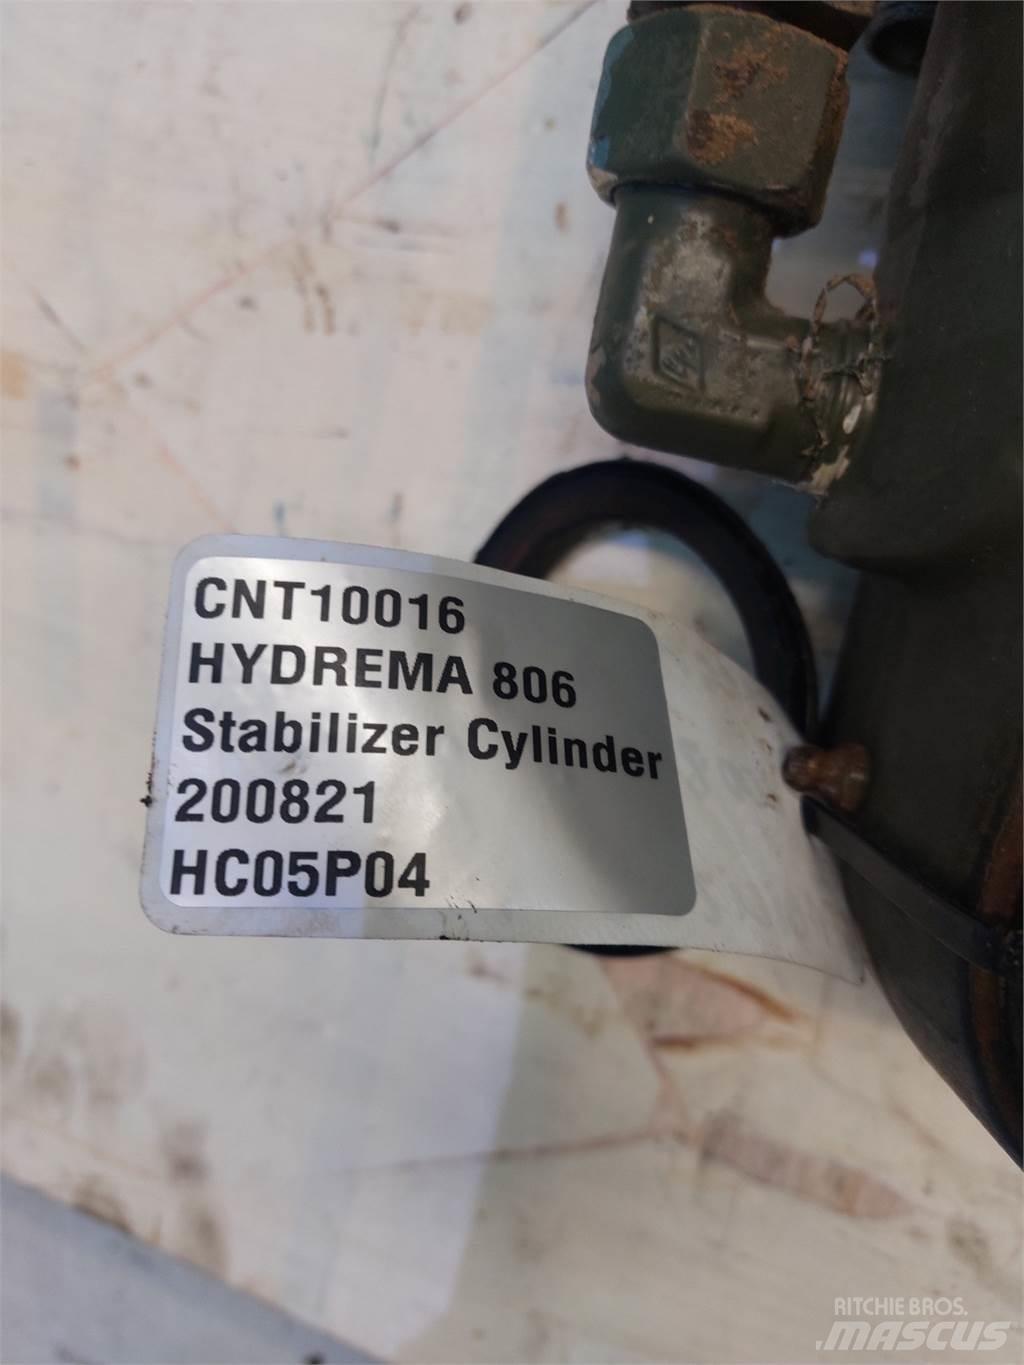 CNT10016
HYDREMA 806
Stabilizer Cylinder
200821
HC05P04
RITCHIE BROS.
MASCUS